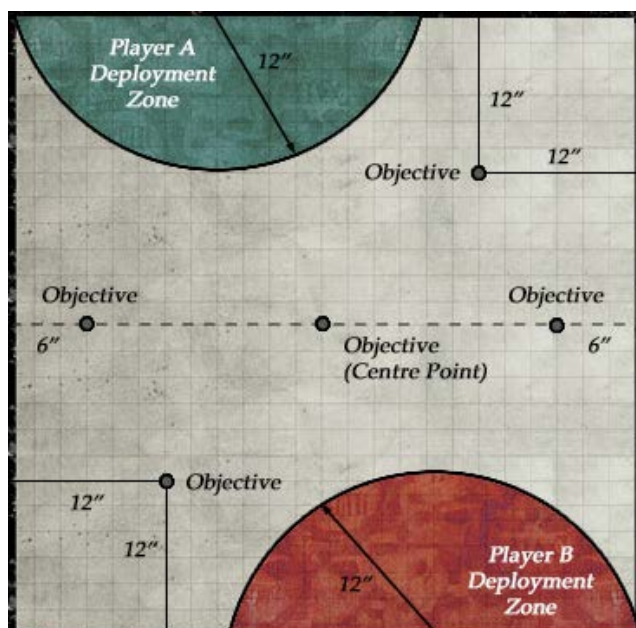 Player A
Deployment
Zone
12″
12″
12″
Objective
Objective
Objective
6″
6″
Objective
(Centre Point)
Objective
12″
12″
12″
Player B
Deployment
Zone